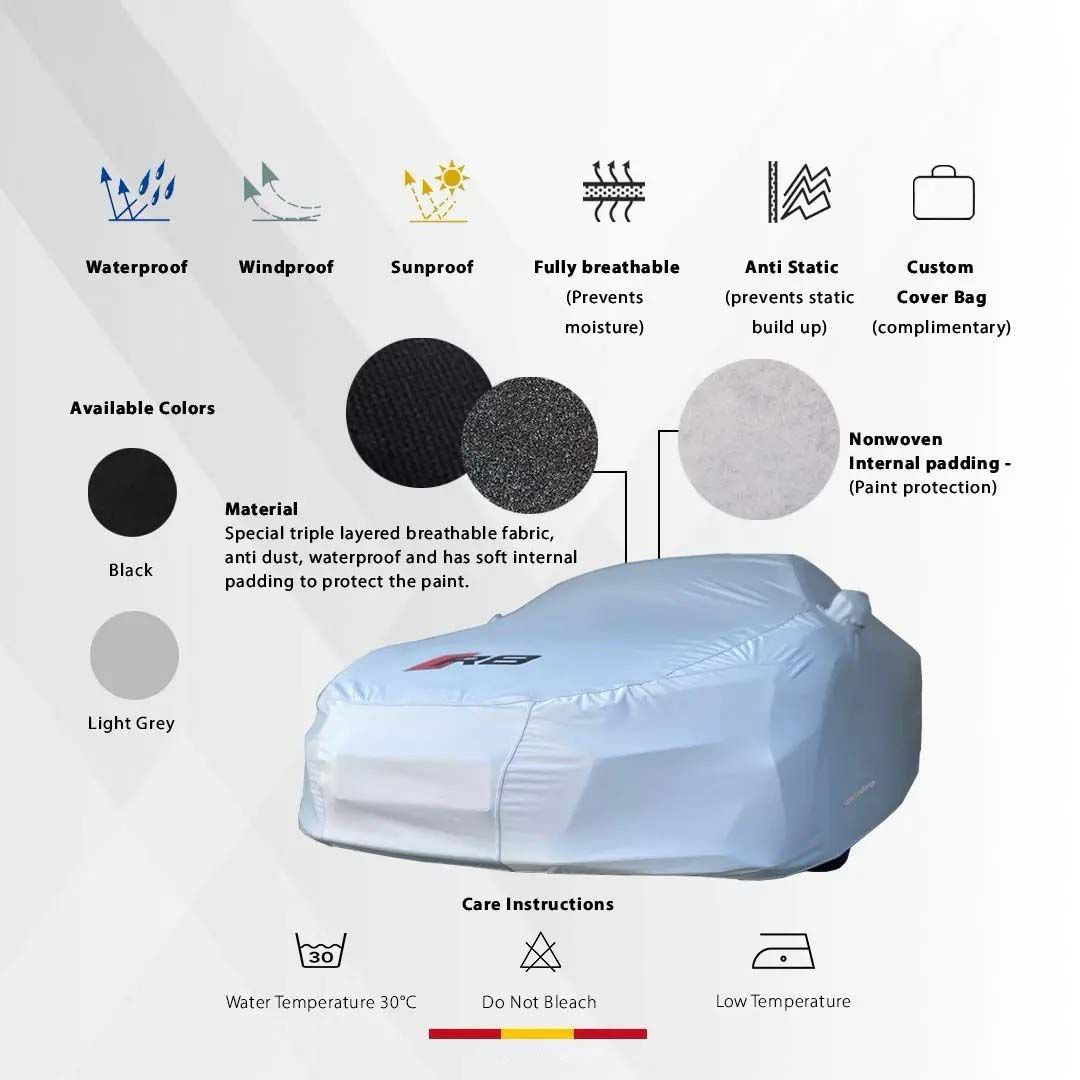 Waterproof
Windproof
Sunproof
Fully breathable
(Prevents
moisture)
Anti Static
(prevents static
build up)
Custom
Cover Bag
(complimentary)
Available Colors
Black
Light Grey
Material
Special triple layered breathable fabric,
anti dust, waterproof and has soft internal
padding to protect the paint.
Nonwoven
Internal padding -
(Paint protection)
R8
Care Instructions
30
Water Temperature 30°C
Do Not Bleach
Low Temperature